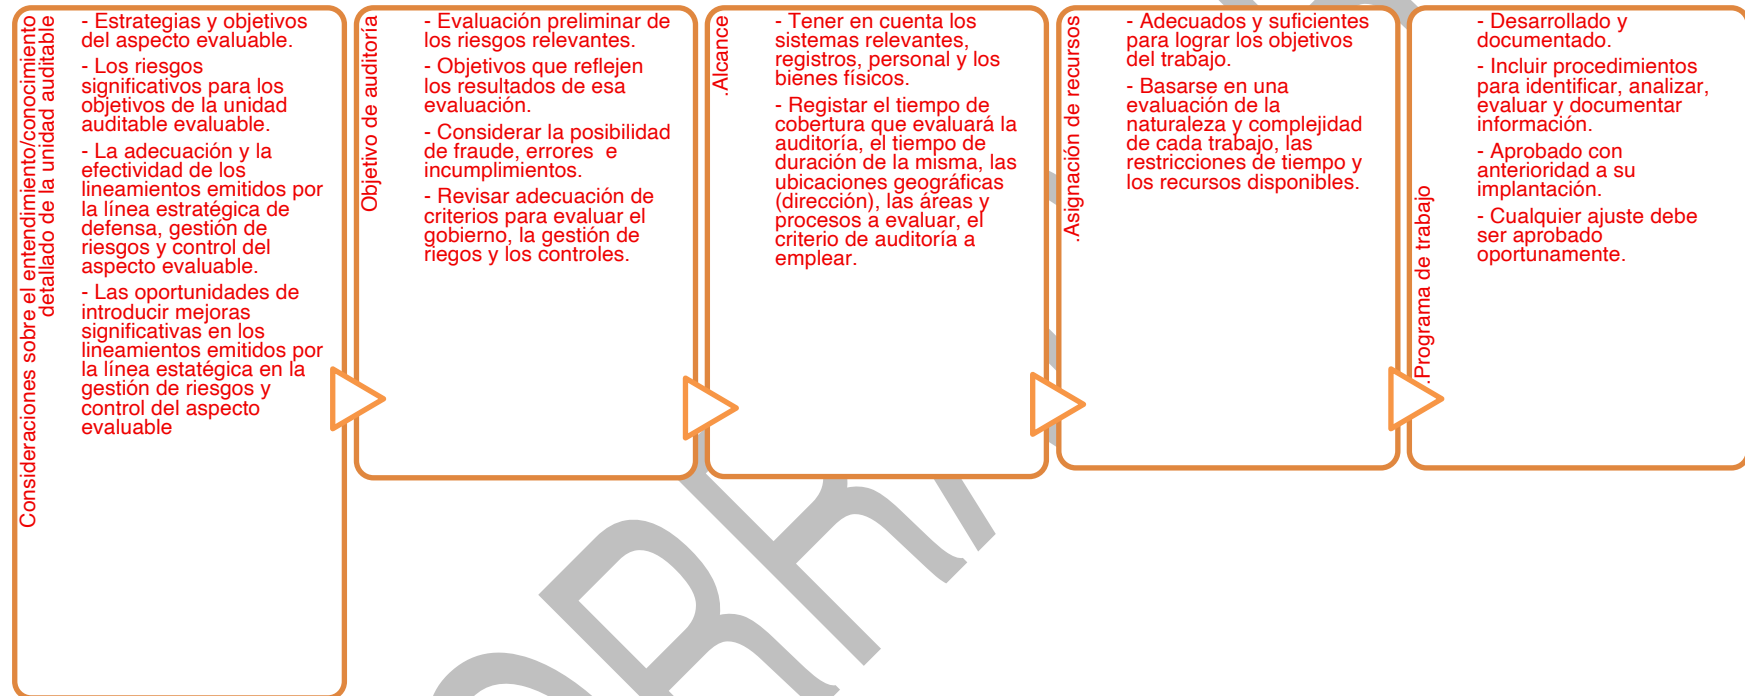 Consideraciones sobre el entendimiento/conocimiento
detallado de la unidad auditable
- Estrategias y objetivos
del aspecto evaluable.
- Los riesgos
significativos para los
objetivos de la unidad
auditable evaluable.
- La adecuación y la
efectividad de los
lineamientos emitidos por
la línea estratégica de
defensa, gestión de
riesgos y control del
aspecto evaluable.
- Las oportunidades de
introducir mejoras
significativas en los
lineamientos emitidos por
la línea estatégica en la
gestión de riesgos y
control del aspecto
evaluable
Objetivo de auditoría
- Evaluación preliminar de
los riesgos relevantes.
- Objetivos que reflejen
los resultados de esa
evaluación.
- Considerar la posibilidad
de fraude, errores  e
incumplimientos.
- Revisar adecuación de
criterios para evaluar el
gobierno, la gestión de
riegos y los controles.
.Alcance
- Tener en cuenta los
sistemas relevantes,
registros, personal y los
bienes físicos.
- Registar el tiempo de
cobertura que evaluará la
auditoría, el tiempo de
duración de la misma, las
ubicaciones geográficas
(dirección), las áreas y
procesos a evaluar, el
criterio de auditoría a
emplear.
.Asignación de recursos
- Adecuados y suficientes
para lograr los objetivos
del trabajo.
- Basarse en una
evaluación de la
naturaleza y complejidad
de cada trabajo, las
restricciones de tiempo y
los recursos disponibles.
.Programa de trabajo
- Desarrollado y
documentado.
- Incluir procedimientos
para identificar, analizar,
evaluar y documentar
información.
- Aprobado con
anterioridad a su
implantación.
- Cualquier ajuste debe
ser aprobado
oportunamente.